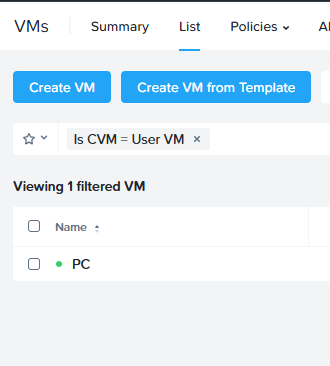 VMs Summary List Policies
Create VM Create VM from Template
Is CVM = User VM ×
Viewing 1 filtered VM
Name
PC